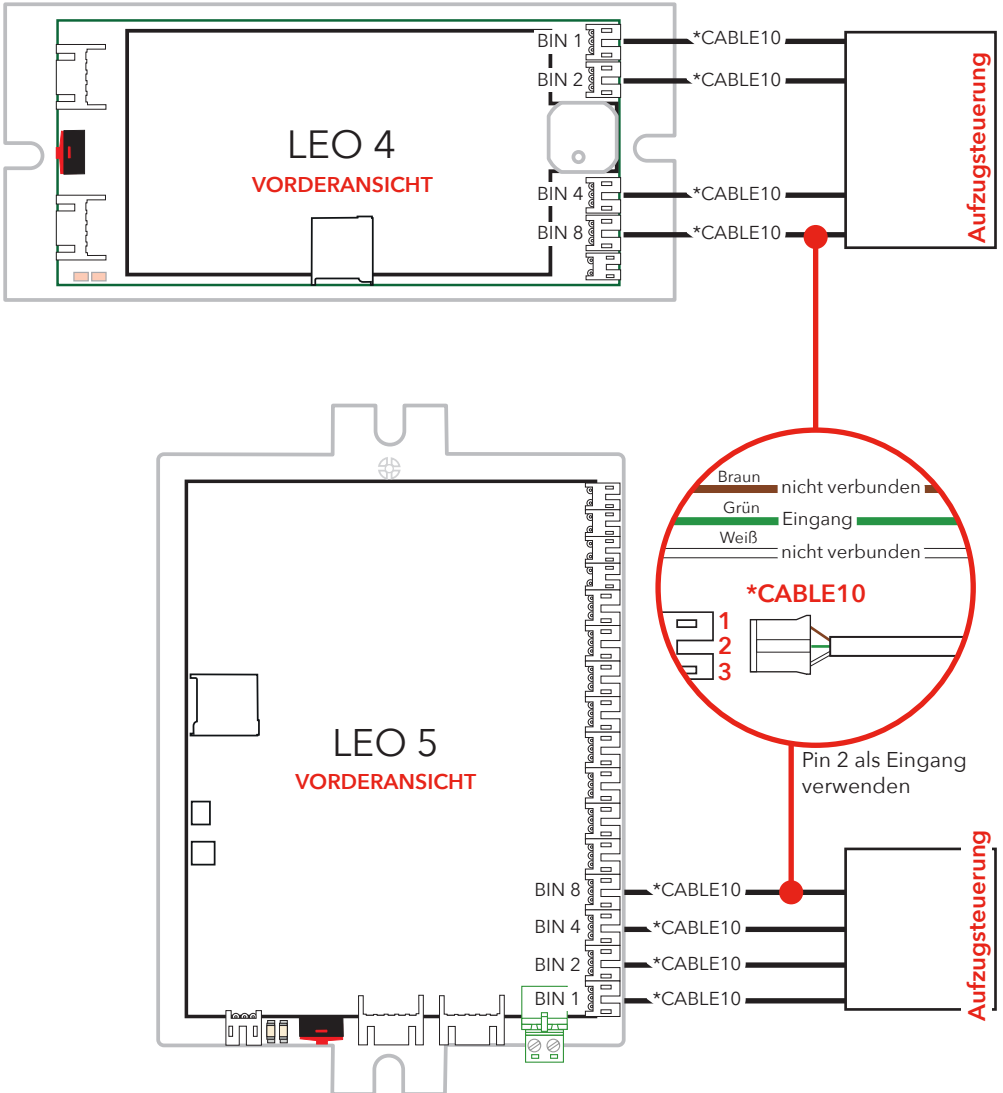 BIN 1
*CABLE10
BIN 2
*CABLE10
LEO 4
VORDERANSICHT
BIN 4
*CABLE10
BIN 8
*CABLE10
Aufzugsteuerung
Braun
nicht verbunden
Grün
Eingang
Weiß
nicht verbunden
*CABLE10
1
2
3
Pin 2 als Eingang
verwenden
LEO 5
VORDERANSICHT
BIN 8
*CABLE10
BIN 4
*CABLE10
BIN 2
*CABLE10
BIN 1
*CABLE10
Aufzugsteuerung